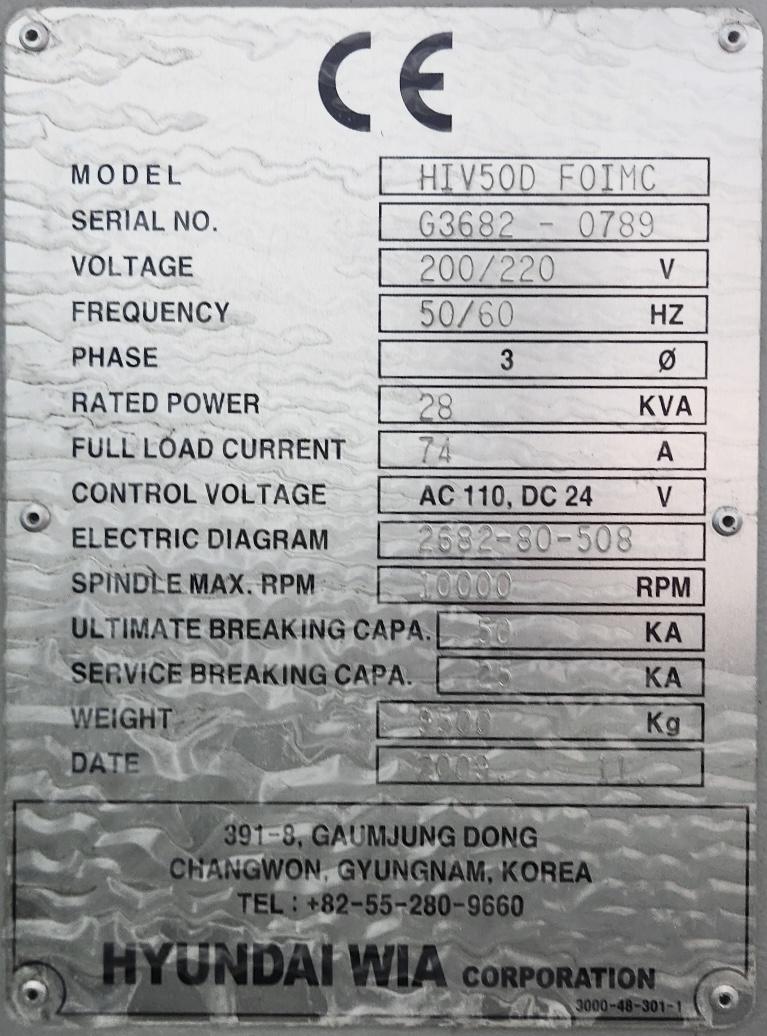 CE
MODEL HIV50D FOIMC
SERIAL NO. G3682 - 0789
VOLTAGE 200/220 V
FREQUENCY 50/60 HZ
PHASE 3 Ø
RATED POWER 28 KVA
FULL LOAD CURRENT 74 A
CONTROL VOLTAGE AC 110, DC 24 V
ELECTRIC DIAGRAM 2682-80-508
SPINDLE MAX. RPM 10000 RPM
ULTIMATE BREAKING CAPA. 50 KA
SERVICE BREAKING CAPA. 25 KA
WEIGHT 9500 Kg
DATE 11.
391-8, GAUMJUNG DONG
CHANGWON, GYUNGNAM, KOREA
TEL : +82-55-280-9660
HYUNDAI WIA CORPORATION
3000-48-301-1